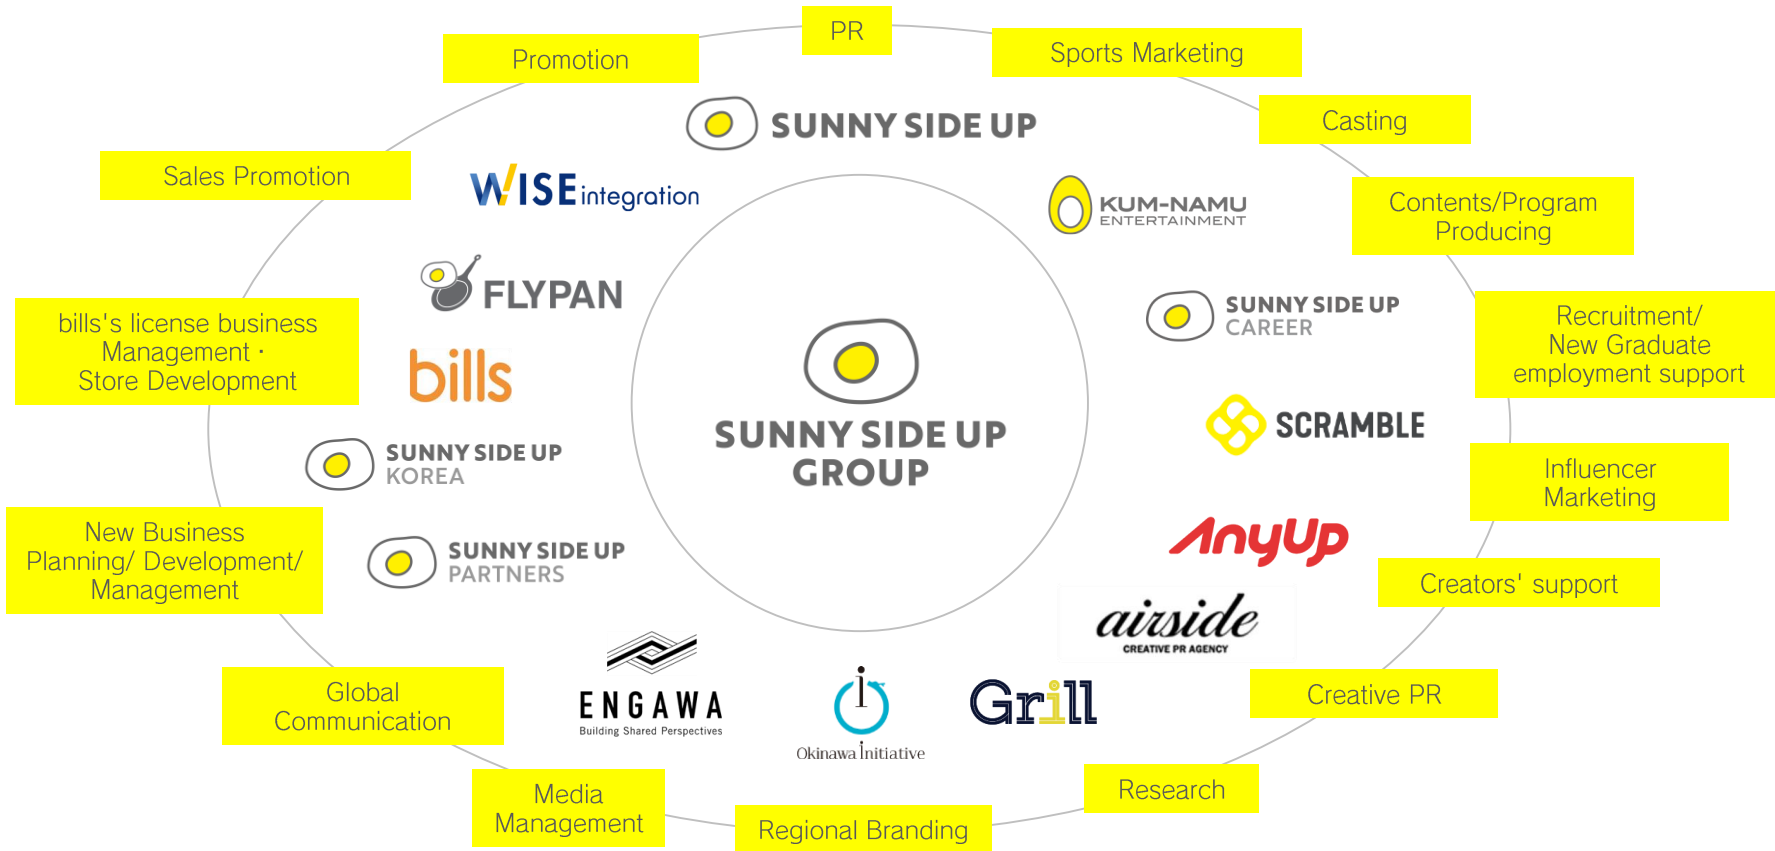 PR
Promotion
Sports Marketing
SUNNY SIDE UP
Casting
Sales Promotion
WISE integration
KUM-NAMU
ENTERTAINMENT
Contents/Program
Producing
FLYPAN
SUNNY SIDE UP
CAREER
bills's license business
Management・
Store Development
Recruitment/
New Graduate
employment support
bills
SUNNY SIDE UP
GROUP
SCRAMBLE
SUNNY SIDE UP
KOREA
Influencer
Marketing
New Business
Planning/ Development/
Management
SUNNY SIDE UP
PARTNERS
AnyUp
Creators' support
airside
CREATIVE PR AGENCY
Global
Communication
ENGAWA
Building Shared Perspectives
i
Okinawa Initiative
Grill
Creative PR
Media
Management
Regional Branding
Research